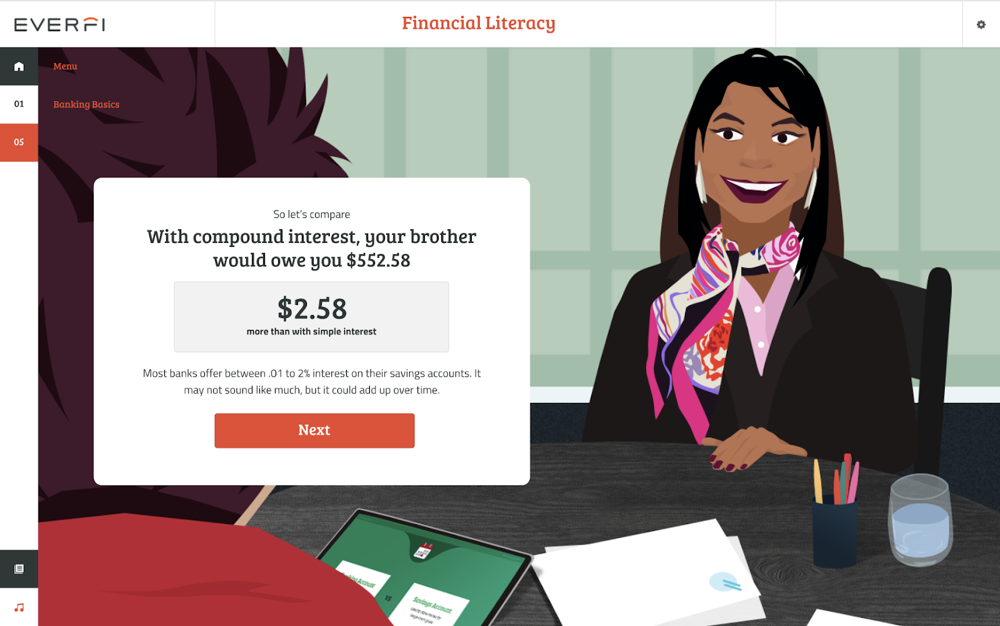 EVERFI
Financial Literacy
Menu
01
Banking Basics
05
So let's compare
With compound interest, your brother
would owe you $552.58
$2.58
more than with simple interest
Most banks offer between .01 to 2% interest on their savings accounts. It
may not sound like much, but it could add up over time.
Next
Account
VS
Savings Account